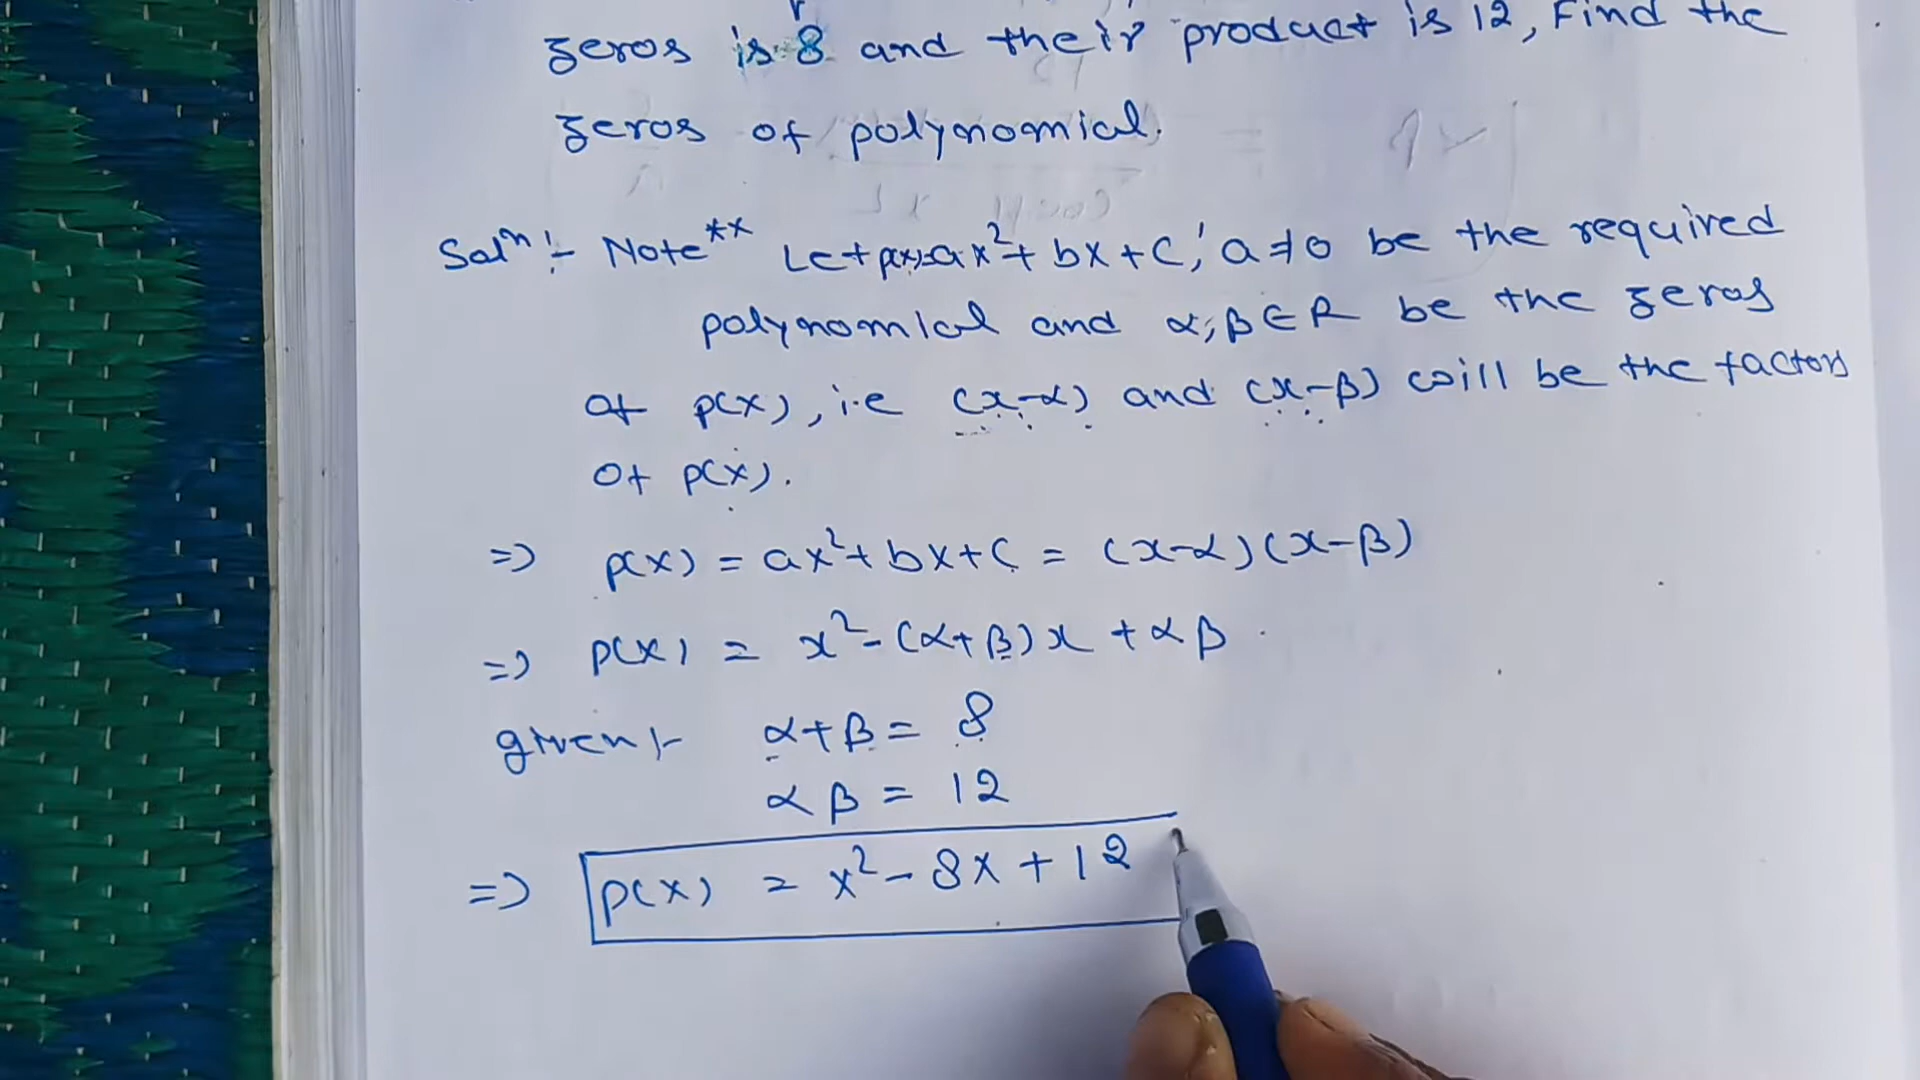 zeros is 8 and their product is 12, Find the
zeros of polynomial.
Solⁿ:- Note** Let p(x)=ax²+bx+c, a≠0 be the required
polynomial and α,β∈R be the zeros
of p(x), i.e (x-α) and (x-β) will be the factors
of p(x).
=> p(x) = ax²+bx+c = (x-α)(x-β)
=> p(x) = x²-(α+β)x+αβ.
given:- α+β = 8
αβ = 12
=> p(x) = x²-8x+12